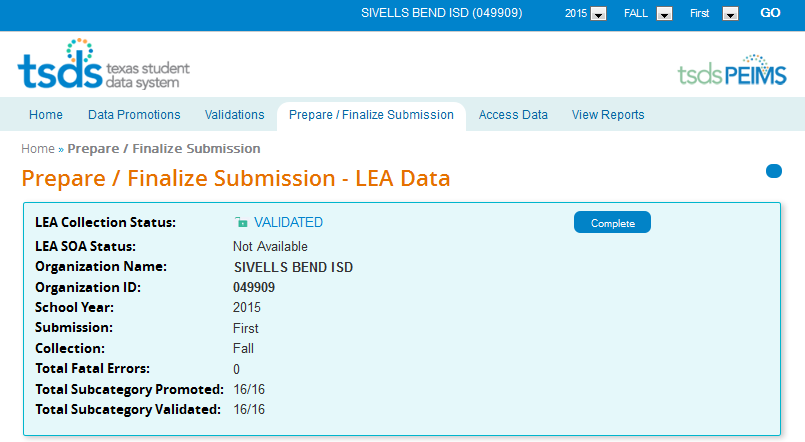 SIVELLS BEND ISD (049909) 2015 FALL First GO
tsds texas student
data system
tsdsPEIMS
Home Data Promotions Validations Prepare / Finalize Submission Access Data View Reports
Home » Prepare / Finalize Submission
Prepare / Finalize Submission - LEA Data
LEA Collection Status: VALIDATED Complete
LEA SOA Status: Not Available
Organization Name: SIVELLS BEND ISD
Organization ID: 049909
School Year: 2015
Submission: First
Collection: Fall
Total Fatal Errors: 0
Total Subcategory Promoted: 16/16
Total Subcategory Validated: 16/16